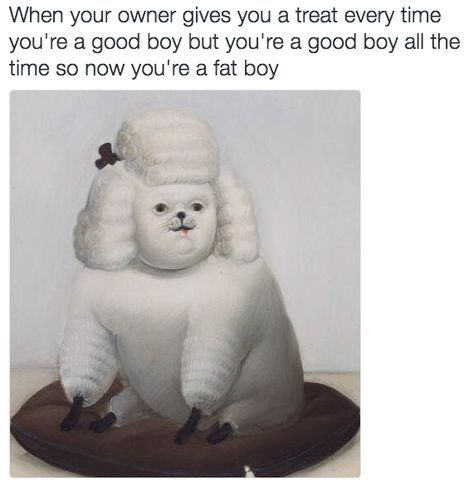 When your owner gives you a treat every time
you're a good boy but you're a good boy all the
time so now you're a fat boy